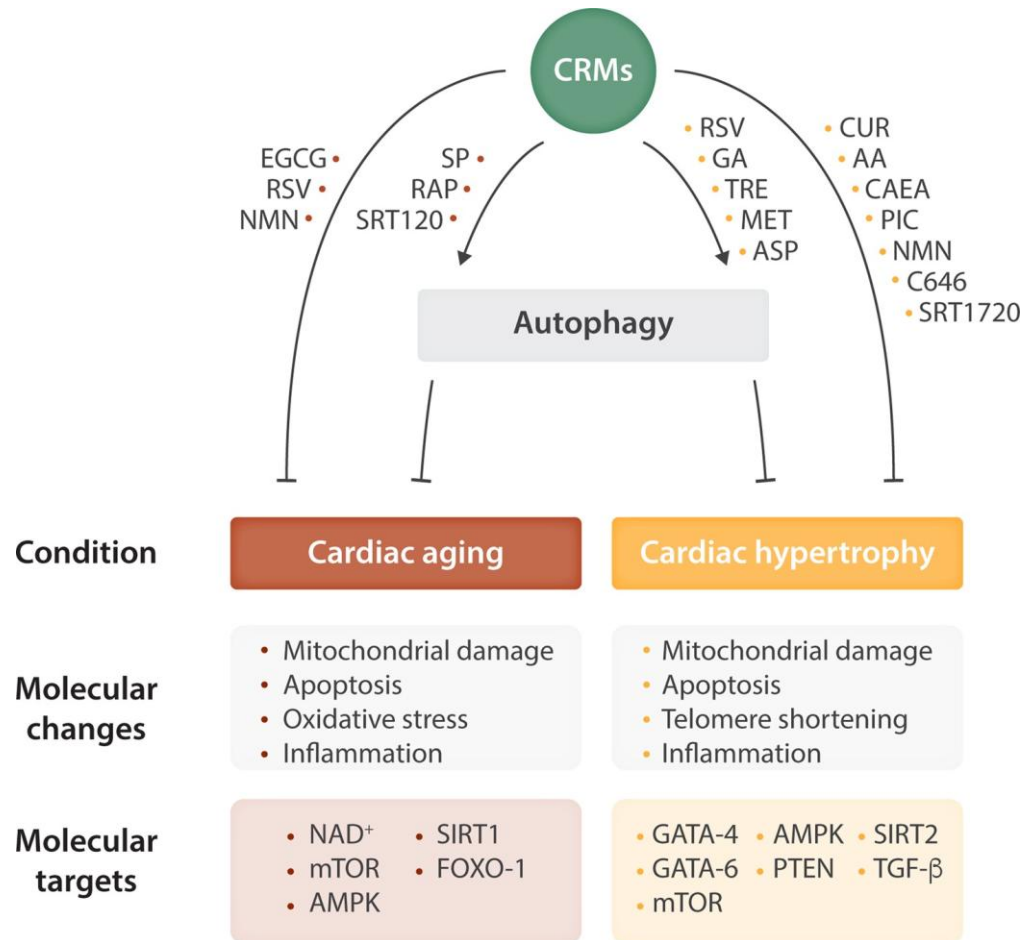 CRMs
EGCG •
RSV •
NMN •
SP •
RAP •
SRT120 •
• RSV
• GA
• TRE
• MET
• ASP
• CUR
• AA
• CAEA
• PIC
• NMN
• C646
• SRT1720
Autophagy
Condition
Cardiac aging
Cardiac hypertrophy
Molecular
changes
• Mitochondrial damage
• Apoptosis
• Oxidative stress
• Inflammation
• Mitochondrial damage
• Apoptosis
• Telomere shortening
• Inflammation
Molecular
targets
• NAD⁺ • SIRT1
• mTOR • FOXO-1
• AMPK
• GATA-4 • AMPK • SIRT2
• GATA-6 • PTEN • TGF-β
• mTOR